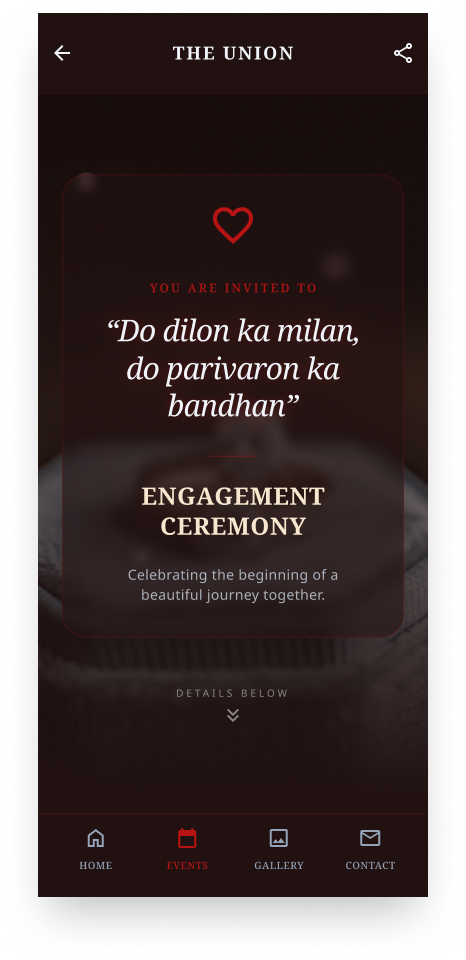 THE UNION
YOU ARE INVITED TO
“Do dilon ka milan,
do parivaron ka
bandhan”
ENGAGEMENT
CEREMONY
Celebrating the beginning of a
beautiful journey together.
DETAILS BELOW
HOME EVENTS GALLERY CONTACT